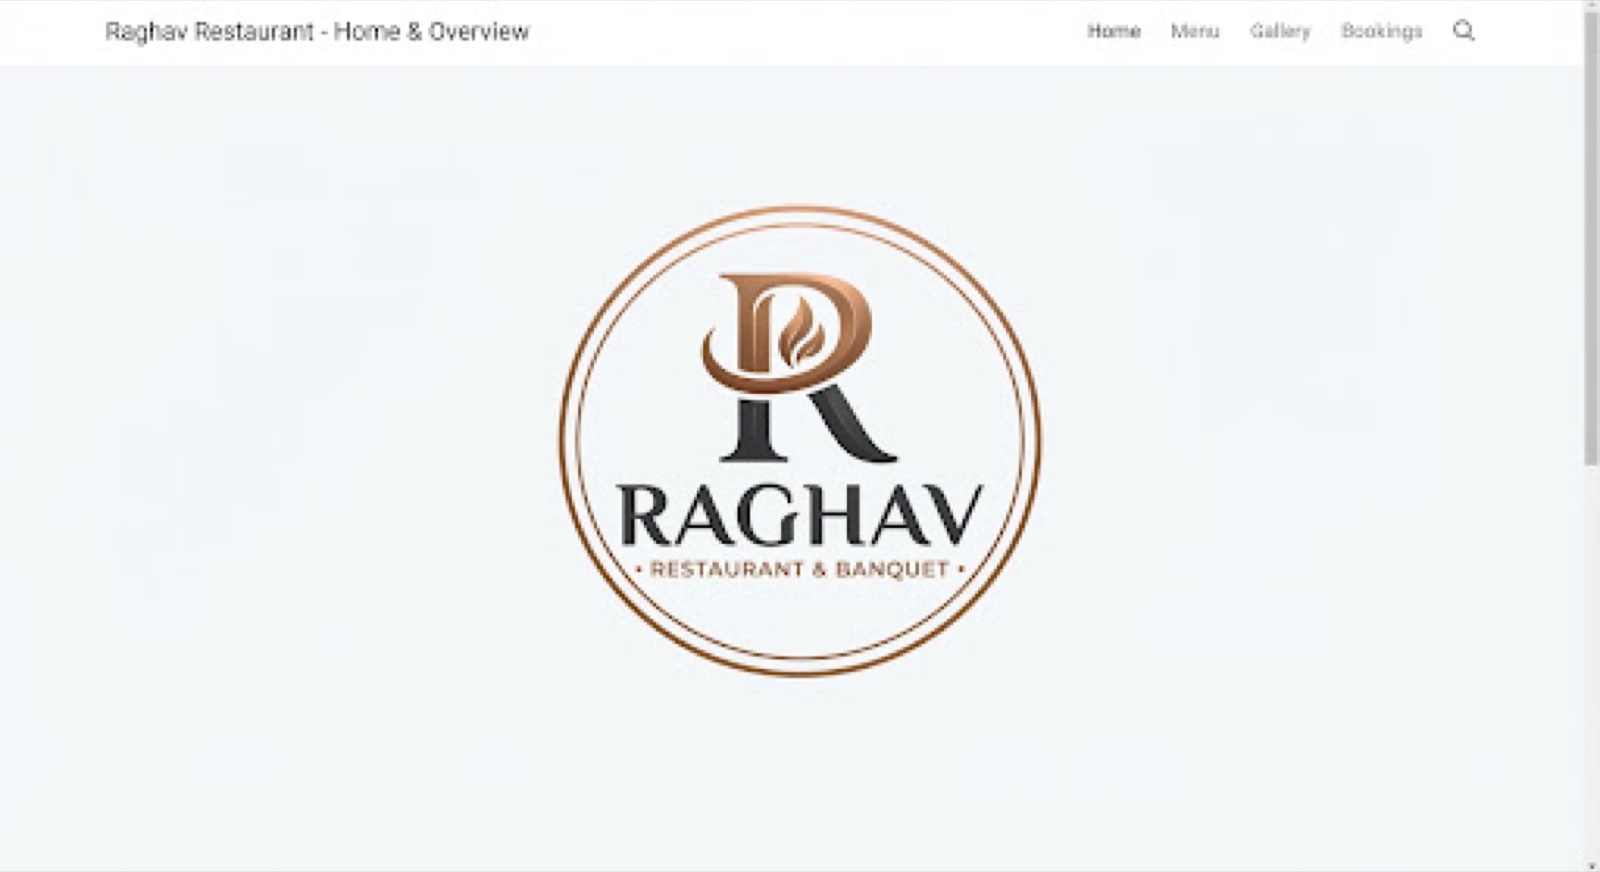 Raghav Restaurant - Home & Overview
Home Menu Gallery Bookings
R
RAGHAV
• RESTAURANT & BANQUET •